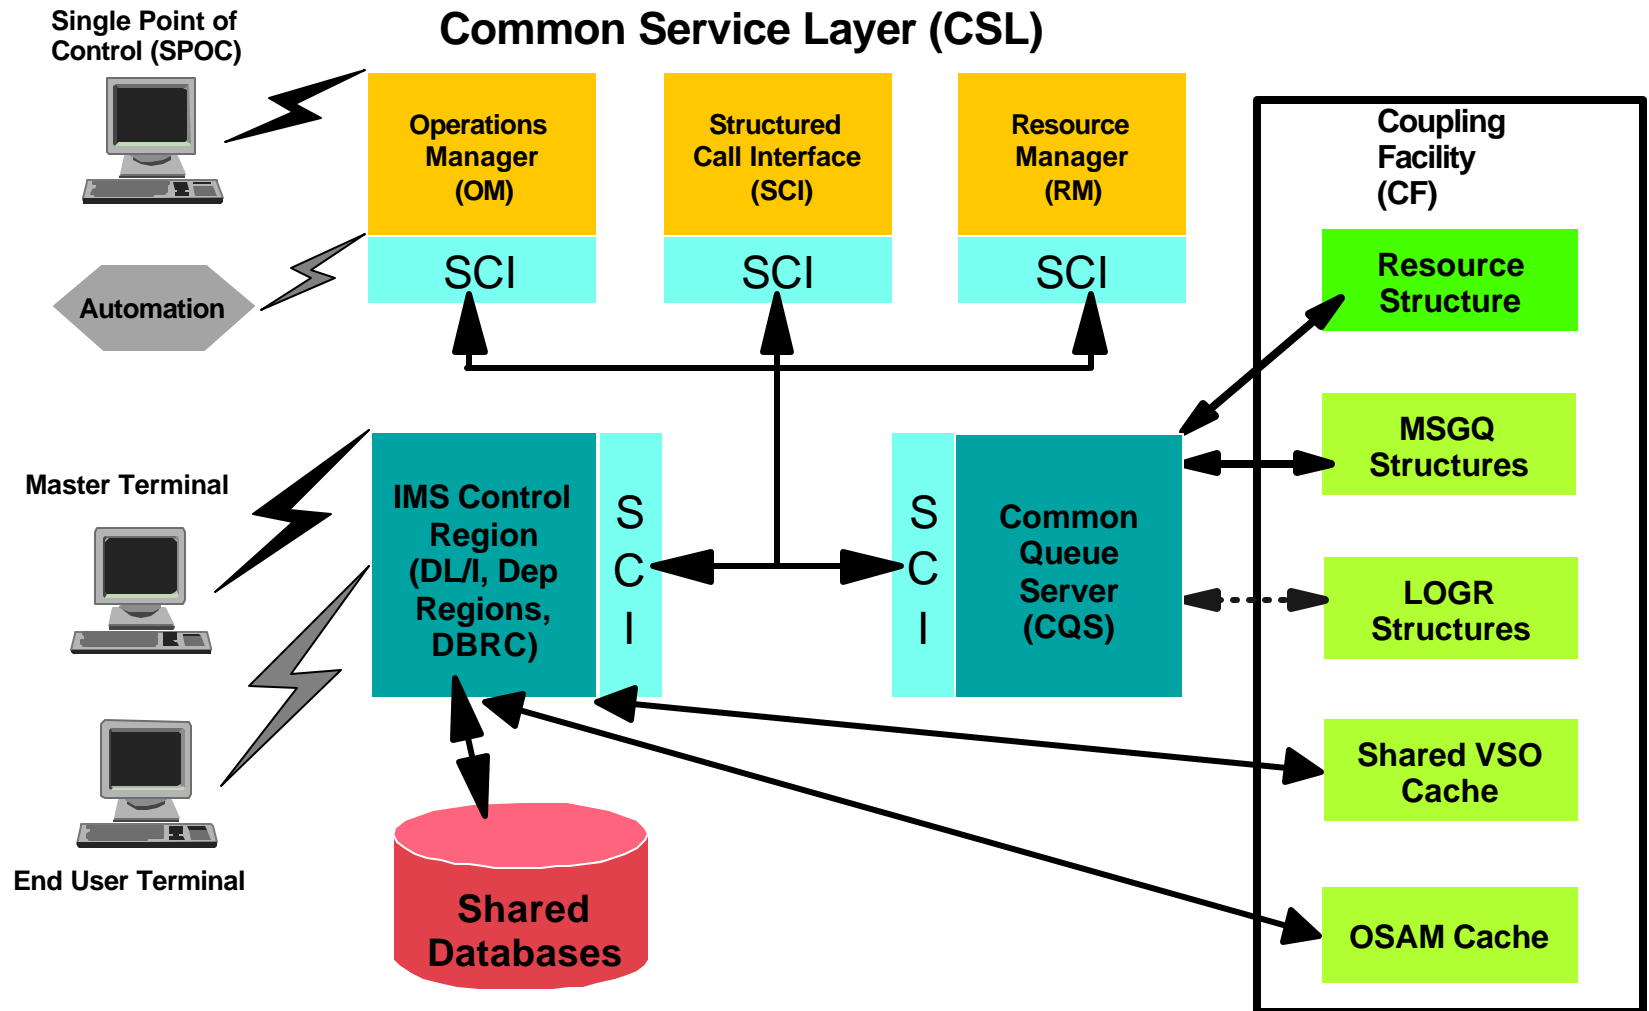 Common Service Layer (CSL)
Single Point of
Control (SPOC)
Operations
Manager
(OM)
SCI
Structured
Call Interface
(SCI)
SCI
Resource
Manager
(RM)
SCI
Automation
Master Terminal
End User Terminal
IMS Control
Region
(DL/I, Dep
Regions,
DBRC)
S
C
I
S
C
I
Common
Queue
Server
(CQS)
Shared
Databases
Coupling
Facility
(CF)
Resource
Structure
MSGQ
Structures
LOGR
Structures
Shared VSO
Cache
OSAM Cache